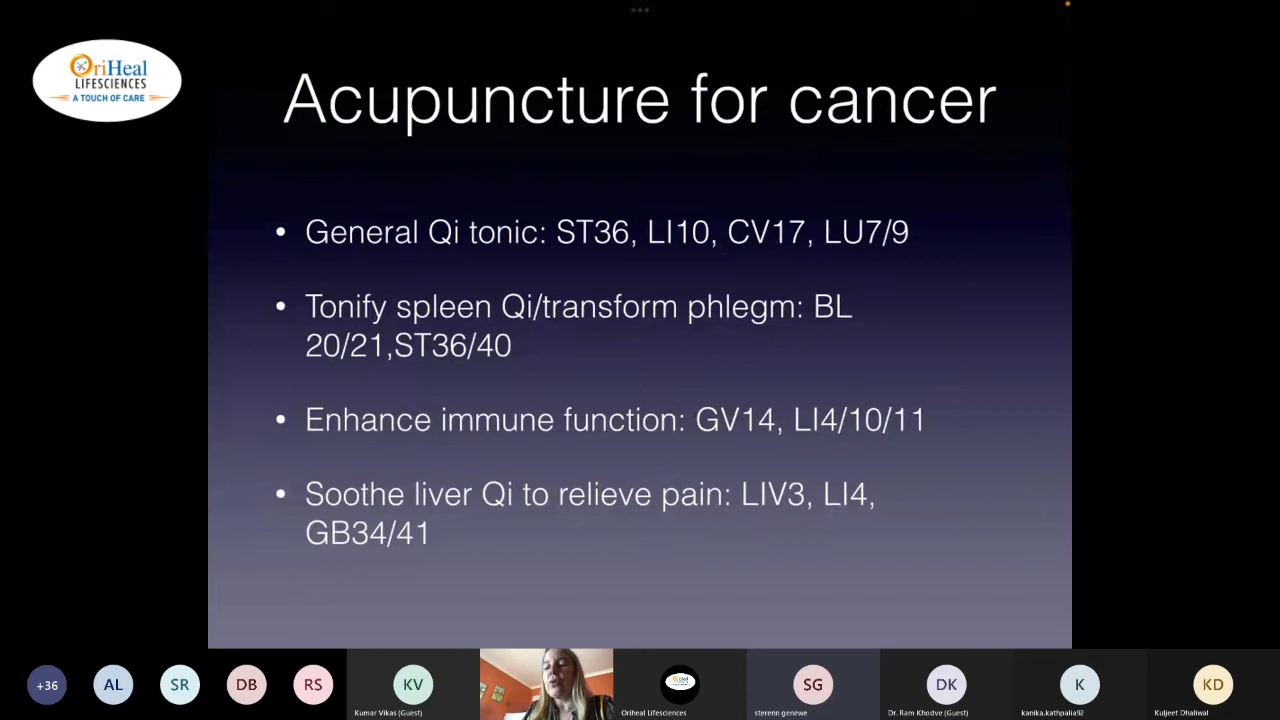 OriHeal
LIFESCIENCES
A TOUCH OF CARE
Acupuncture for cancer
• General Qi tonic: ST36, LI10, CV17, LU7/9
• Tonify spleen Qi/transform phlegm: BL
20/21,ST36/40
• Enhance immune function: GV14, LI4/10/11
• Soothe liver Qi to relieve pain: LIV3, LI4,
GB34/41
+36
AL
SR
DB
RS
KV
SG
DK
K
KD
Kumar Vikas (Guest)
Oriheal Lifesciences
sterenn genewe
Dr. Ram Khodve (Guest)
kanika.kathpalia92
Kuljeet Dhaliwal